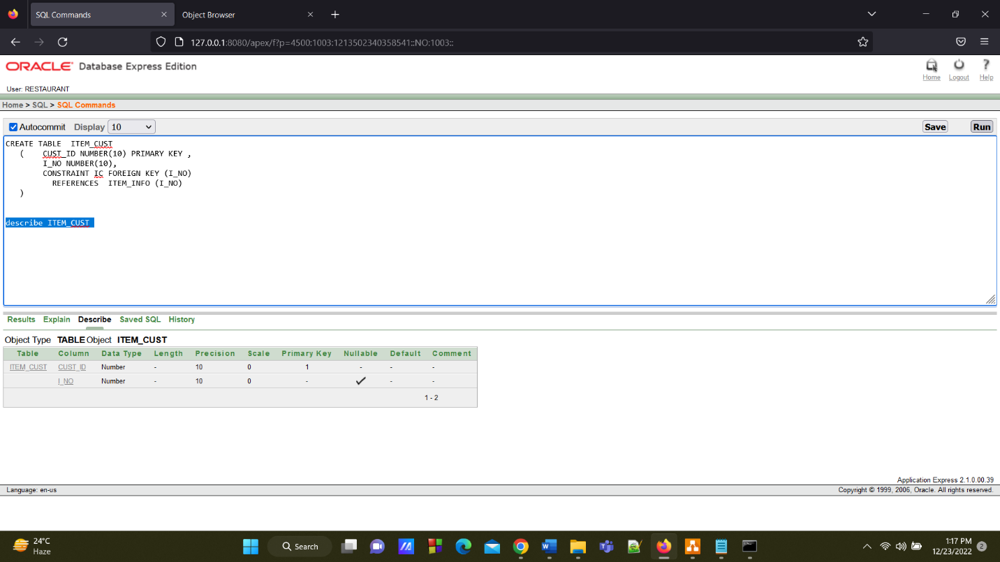 SQL Commands
Object Browser
127.0.0.1:8080/apex/f?p=4500:1003:1213502340358541::NO:1003::
ORACLE Database Express Edition
Home Logout Help
User: RESTAURANT
Home > SQL > SQL Commands
Autocommit Display 10 Save Run
CREATE TABLE ITEM_CUST
( CUST_ID NUMBER(10) PRIMARY KEY ,
I_NO NUMBER(10),
CONSTRAINT IC FOREIGN KEY (I_NO)
REFERENCES ITEM_INFO (I_NO)
)
describe ITEM_CUST
Results Explain Describe Saved SQL History
Object Type TABLE Object ITEM_CUST
Table Column Data Type Length Precision Scale Primary Key Nullable Default Comment
ITEM_CUST CUST_ID Number - 10 0 1 - - -
I_NO Number - 10 0 - ✓ - -
1 - 2
Application Express 2.1.0.00.39
Language: en-us Copyright © 1999, 2006, Oracle. All rights reserved.
24°C
Haze
Search
1:17 PM
12/23/2022 2